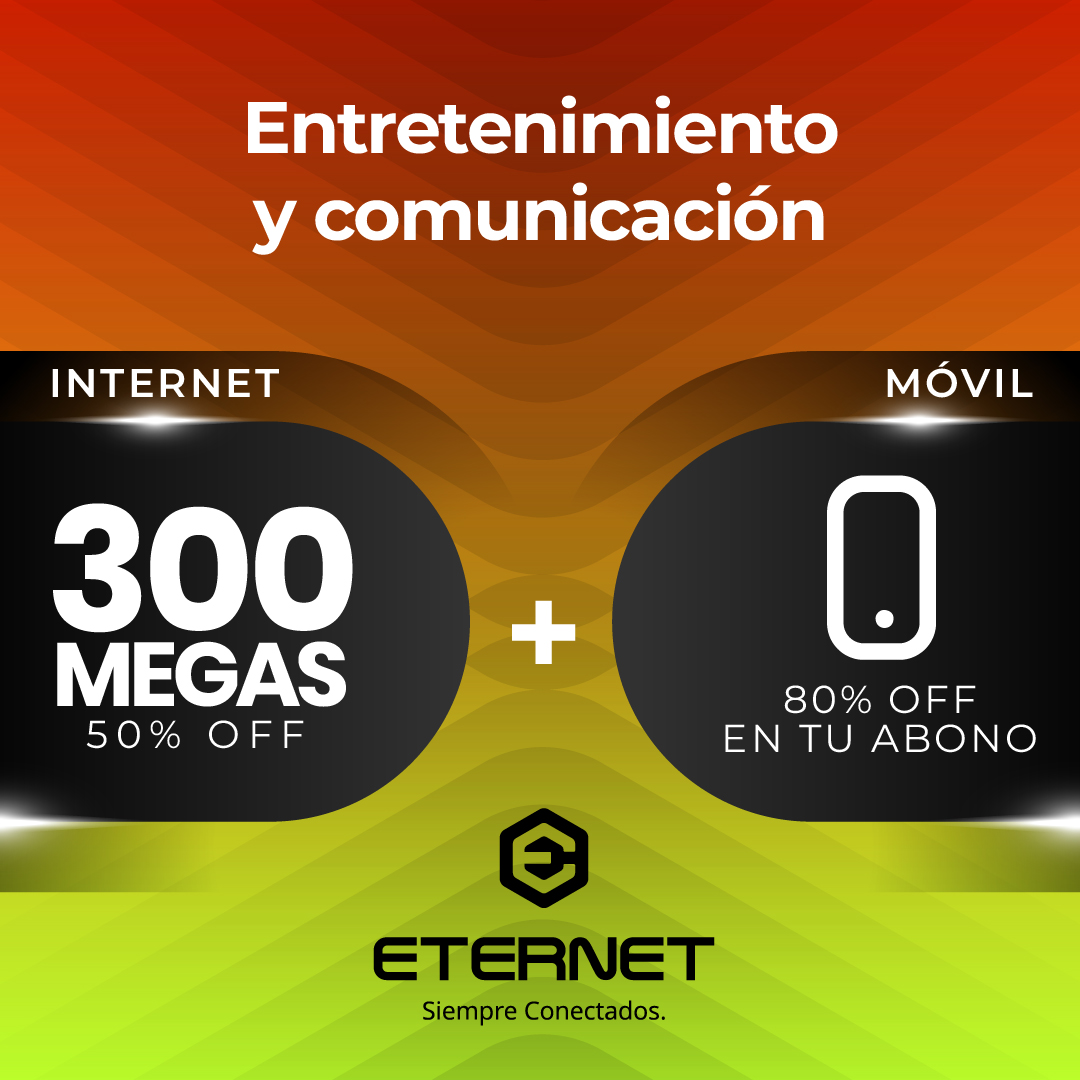 Entretenimiento
y comunicación
INTERNET
300
MEGAS
50% OFF
+
MÓVIL
80% OFF
EN TU ABONO
ETERNET
Siempre Conectados.